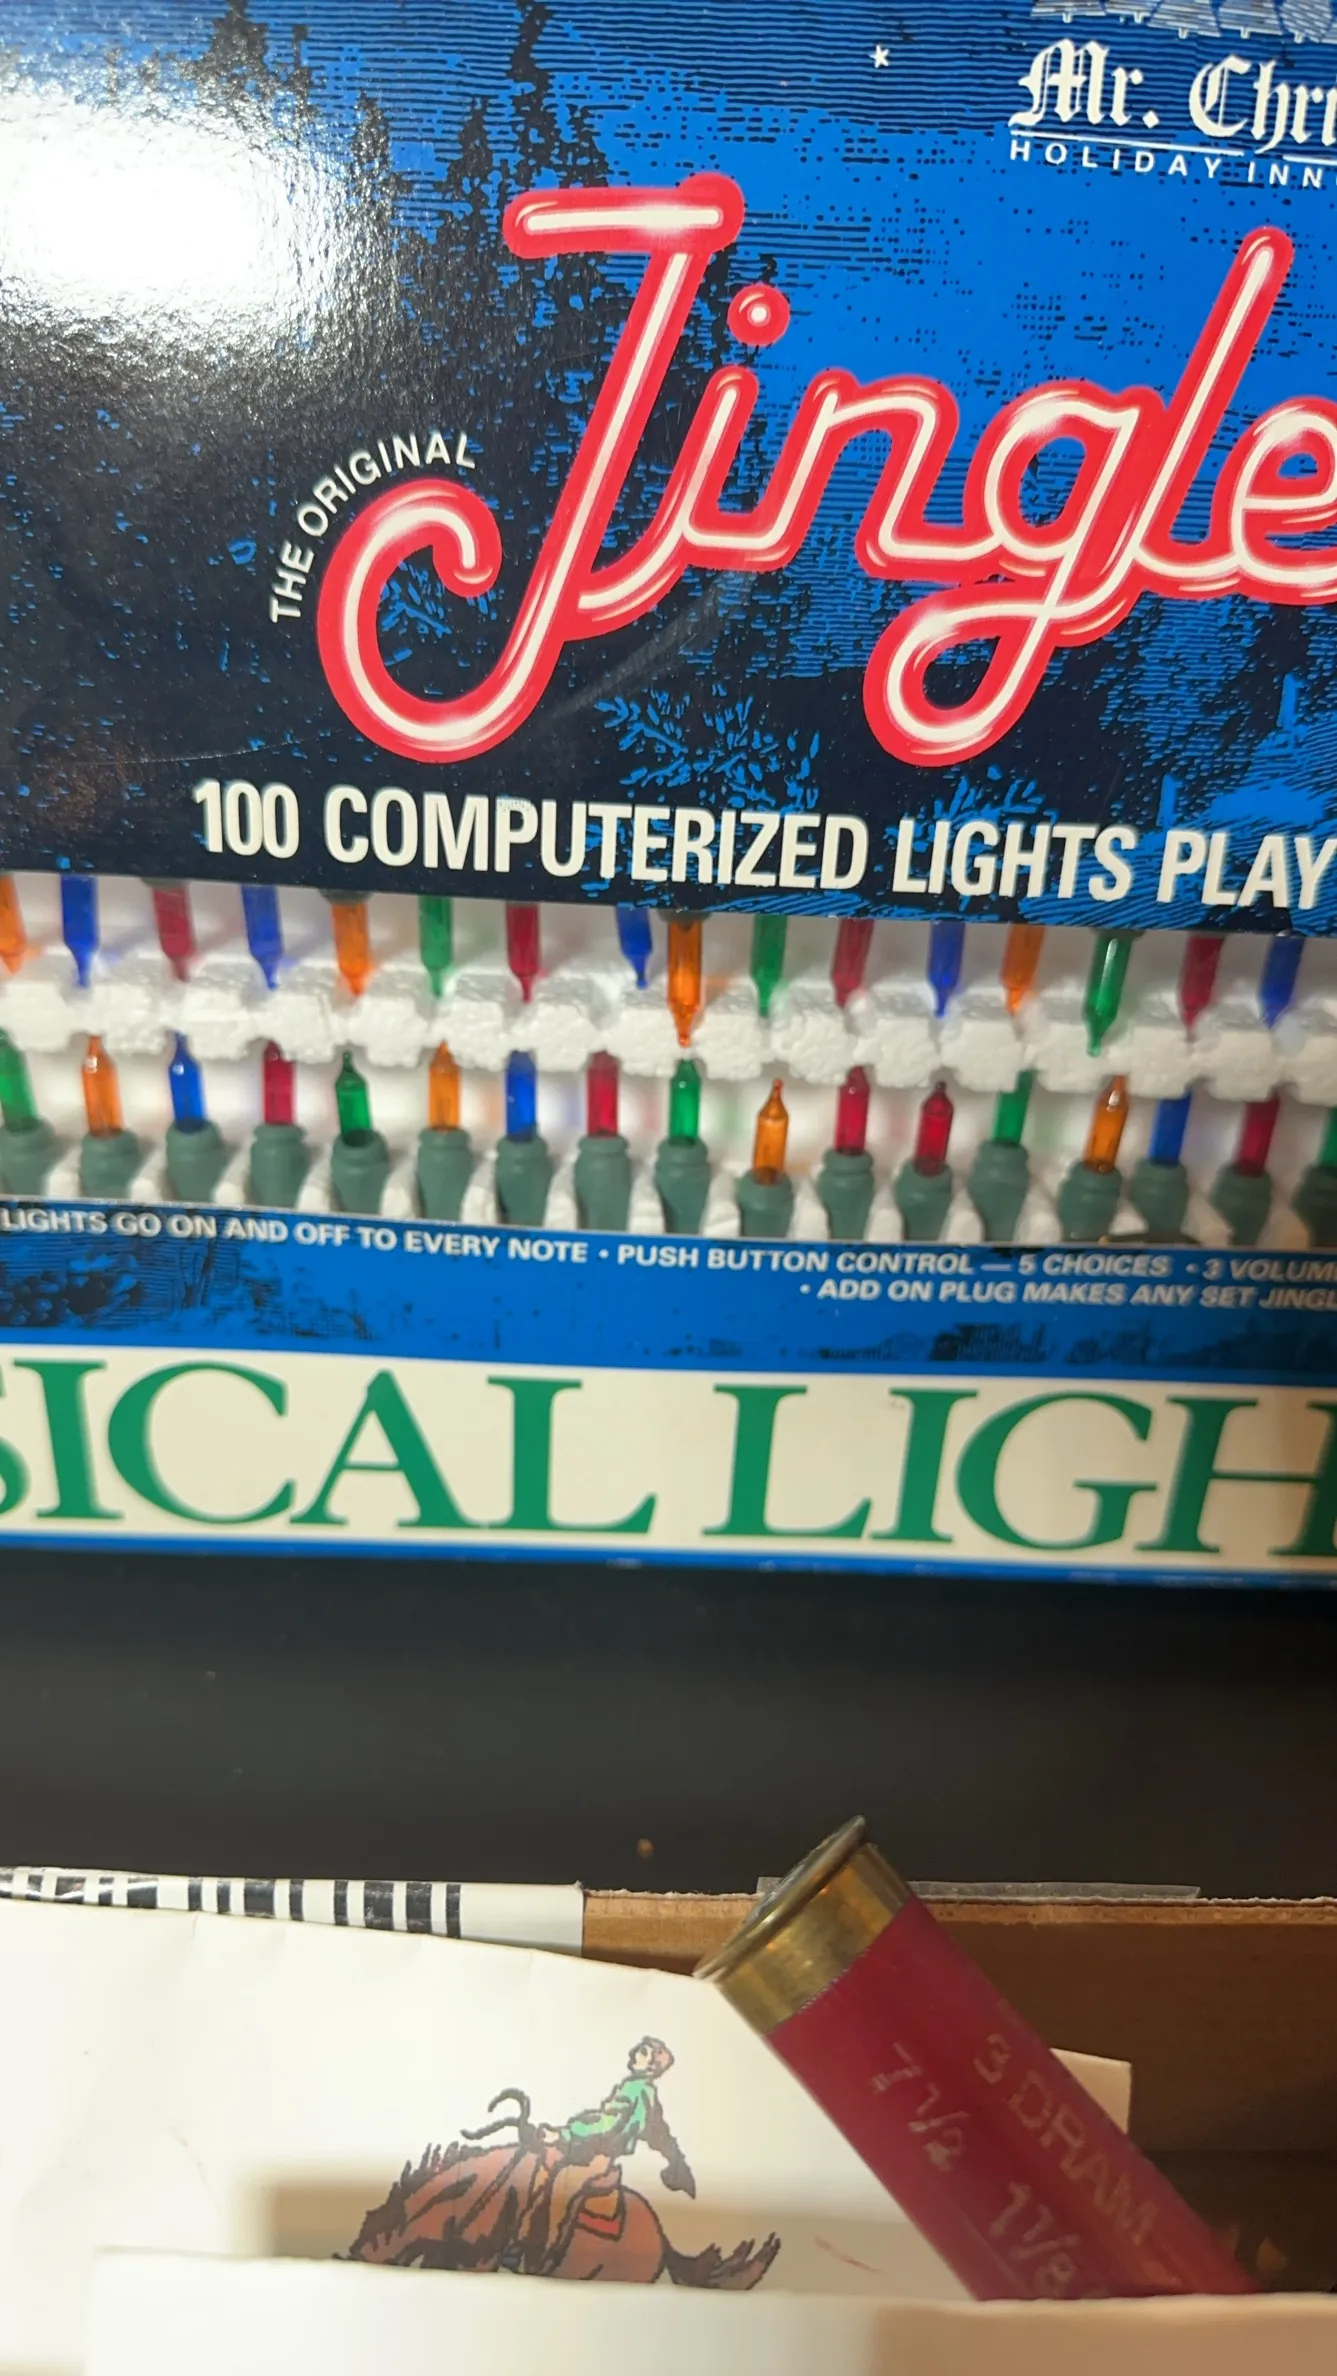 Mr. Chri
HOLIDAY INN
THE ORIGINAL
Jingle
100 COMPUTERIZED LIGHTS PLAY
LIGHTS GO ON AND OFF TO EVERY NOTE • PUSH BUTTON CONTROL — 5 CHOICES • 3 VOLUM
• ADD ON PLUG MAKES ANY SET JINGL
SICAL LIGH
3 DRAM
7 1/2 1 1/8